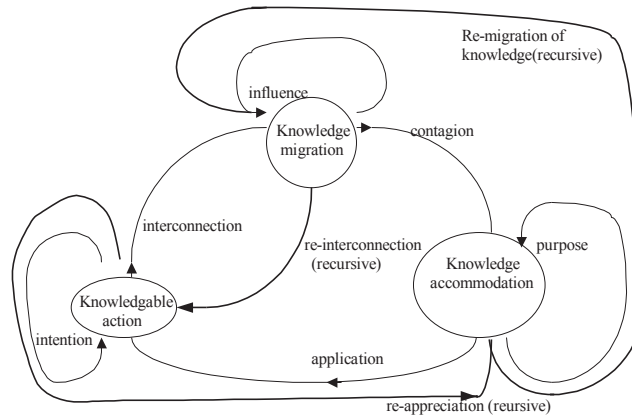 Re-migration of
knowledge(recursive)
influence
Knowledge
migration
contagion
interconnection
re-interconnection
(recursive)
purpose
Knowledge
accommodation
Knowledgable
action
intention
application
re-appreciation (reursive)